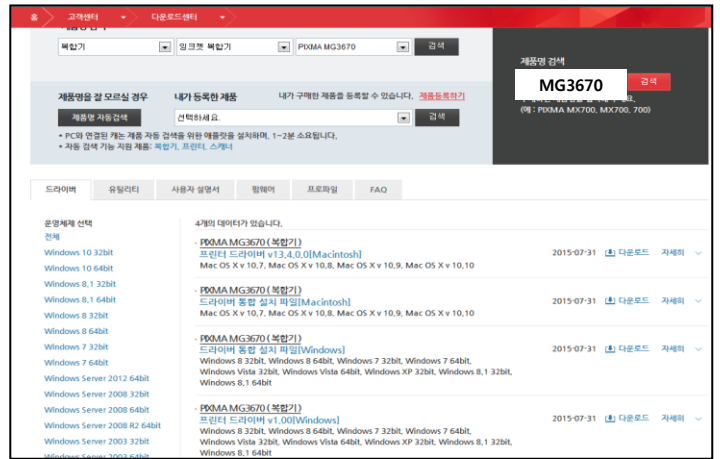 홈 고객센터 다운로드센터
복합기 잉크젯 복합기 PIXMA MG3670 검색
제품명 검색
MG3670 검색
(예 : PIXMA MX700, MX700, 700)
제품명을 잘 모르실 경우 내가 등록한 제품 내가 구매한 제품을 등록할 수 있습니다. 제품등록하기
제품명 자동검색 선택하세요. 검색
• PC와 연결된 캐논 제품 자동 검색을 위한 애플릿을 설치하며, 1~2분 소요됩니다.
• 자동 검색 기능 지원 제품: 복합기, 프린터, 스캐너
드라이버 유틸리티 사용자 설명서 펌웨어 프로파일 FAQ
운영체제 선택
전체
Windows 10 32bit
Windows 10 64bit
Windows 8.1 32bit
Windows 8.1 64bit
Windows 8 32bit
Windows 8 64bit
Windows 7 32bit
Windows 7 64bit
Windows Server 2012 64bit
Windows Server 2008 32bit
Windows Server 2008 64bit
Windows Server 2008 R2 64bit
Windows Server 2003 32bit
Windows Server 2003 64bit
4개의 데이터가 있습니다.
· PIXMA MG3670 ( 복합기 )
프린터 드라이버 v13.4.0.0[Macintosh] 2015-07-31 다운로드 자세히
Mac OS X v 10.7, Mac OS X v 10.8, Mac OS X v 10.9, Mac OS X v 10.10
· PIXMA MG3670 ( 복합기 )
드라이버 통합 설치 파일[Macintosh] 2015-07-31 다운로드 자세히
Mac OS X v 10.7, Mac OS X v 10.8, Mac OS X v 10.9, Mac OS X v 10.10
· PIXMA MG3670 ( 복합기 )
드라이버 통합 설치 파일[Windows] 2015-07-31 다운로드 자세히
Windows 8 32bit, Windows 8 64bit, Windows 7 32bit, Windows 7 64bit,
Windows Vista 32bit, Windows Vista 64bit, Windows XP 32bit, Windows 8.1 32bit,
Windows 8.1 64bit
· PIXMA MG3670 ( 복합기 )
프린터 드라이버 v1.00[Windows] 2015-07-31 다운로드 자세히
Windows 8 32bit, Windows 8 64bit, Windows 7 32bit, Windows 7 64bit,
Windows Vista 32bit, Windows Vista 64bit, Windows XP 32bit, Windows 8.1 32bit,
Windows 8.1 64bit